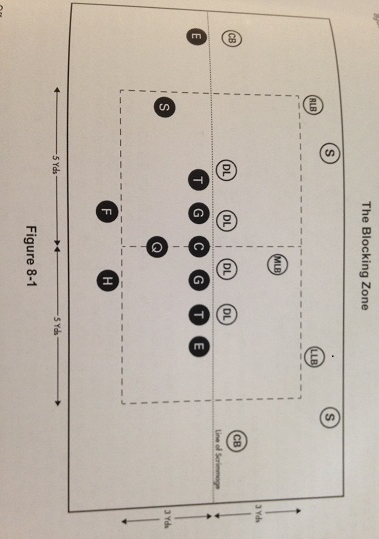 The Blocking Zone
S S
RLB MLB LLB
CB DL DL DL DL CB
3 Yds
Line of Scrimmage
E T G C G T E
S Q
3 Yds
F H
5 Yds 5 Yds
Figure 8-1